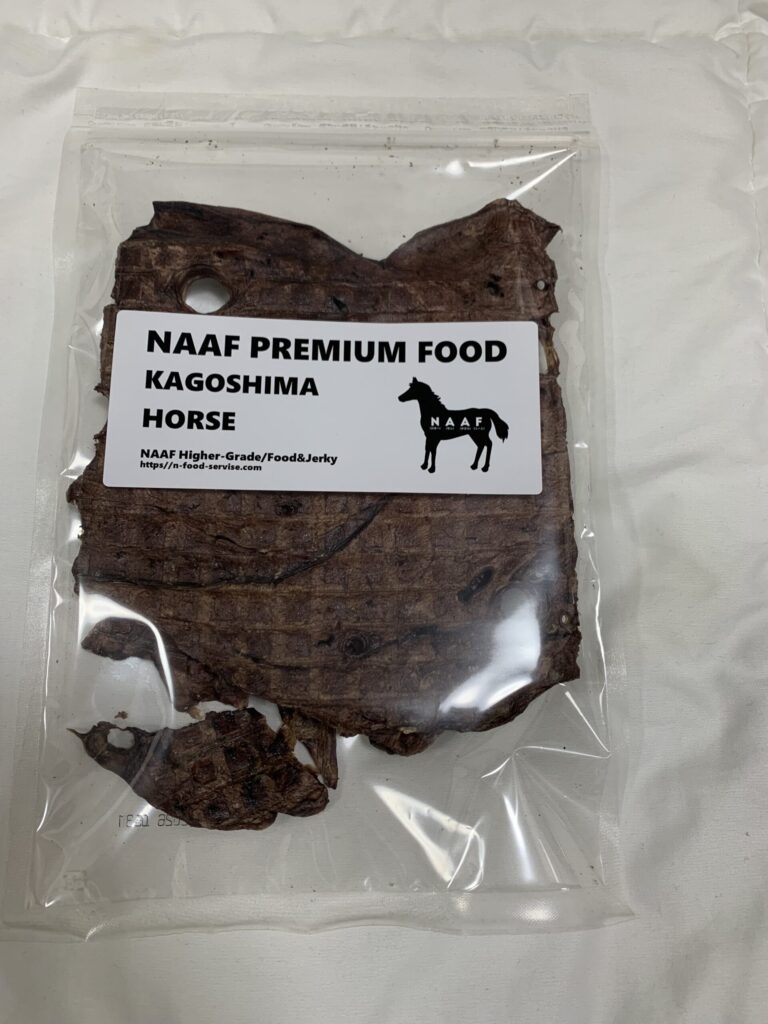 NAAF PREMIUM FOOD
KAGOSHIMA
HORSE
NAAF
NAAF Higher-Grade/Food&Jerky
https//n-food-servise.com